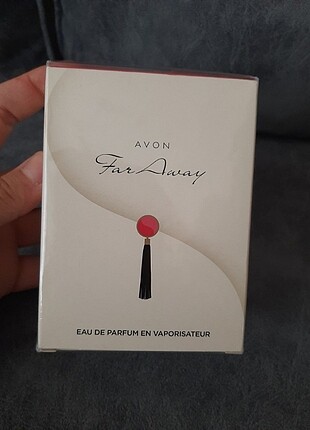 AVON
Far Away
EAU DE PARFUM EN VAPORISATEUR